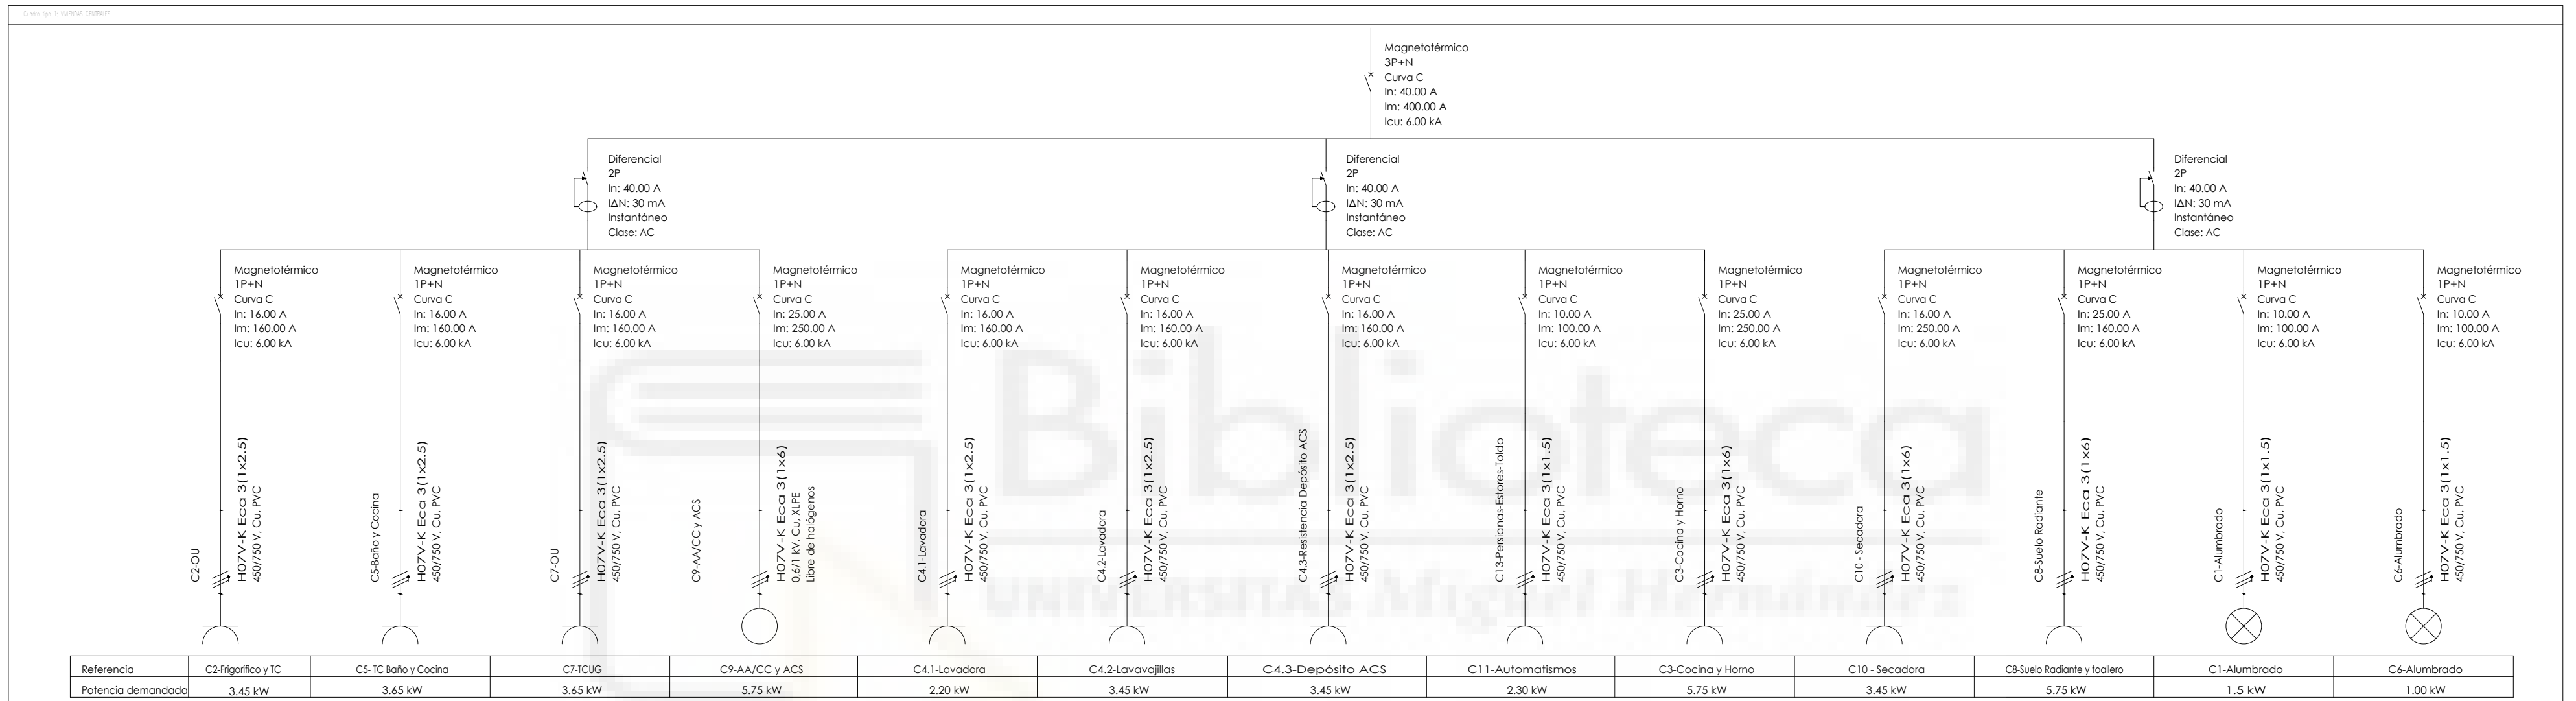 Cuadro tipo 1: VIVIENDAS CENTRALES
Magnetotérmico
3P+N
Curva C
In: 40.00 A
Im: 400.00 A
Icu: 6.00 kA
Diferencial
2P
In: 40.00 A
IΔN: 30 mA
Instantáneo
Clase: AC
Diferencial
2P
In: 40.00 A
IΔN: 30 mA
Instantáneo
Clase: AC
Diferencial
2P
In: 40.00 A
IΔN: 30 mA
Instantáneo
Clase: AC
Magnetotérmico
1P+N
Curva C
In: 16.00 A
Im: 160.00 A
Icu: 6.00 kA
Magnetotérmico
1P+N
Curva C
In: 16.00 A
Im: 160.00 A
Icu: 6.00 kA
Magnetotérmico
1P+N
Curva C
In: 16.00 A
Im: 160.00 A
Icu: 6.00 kA
Magnetotérmico
1P+N
Curva C
In: 25.00 A
Im: 250.00 A
Icu: 6.00 kA
Magnetotérmico
1P+N
Curva C
In: 16.00 A
Im: 160.00 A
Icu: 6.00 kA
Magnetotérmico
1P+N
Curva C
In: 16.00 A
Im: 160.00 A
Icu: 6.00 kA
Magnetotérmico
1P+N
Curva C
In: 16.00 A
Im: 160.00 A
Icu: 6.00 kA
Magnetotérmico
1P+N
Curva C
In: 10.00 A
Im: 100.00 A
Icu: 6.00 kA
Magnetotérmico
1P+N
Curva C
In: 25.00 A
Im: 250.00 A
Icu: 6.00 kA
Magnetotérmico
1P+N
Curva C
In: 16.00 A
Im: 250.00 A
Icu: 6.00 kA
Magnetotérmico
1P+N
Curva C
In: 25.00 A
Im: 160.00 A
Icu: 6.00 kA
Magnetotérmico
1P+N
Curva C
In: 10.00 A
Im: 100.00 A
Icu: 6.00 kA
Magnetotérmico
1P+N
Curva C
In: 10.00 A
Im: 100.00 A
Icu: 6.00 kA
C2-OU
H07V-K Eca 3(1x2.5)
450/750 V, Cu, PVC
C5-Baño y Cocina
H07V-K Eca 3(1x2.5)
450/750 V, Cu, PVC
C7-OU
H07V-K Eca 3(1x2.5)
450/750 V, Cu, PVC
C9-AA/CC y ACS
H07V-K Eca 3(1x6)
0.6/1 kV, Cu, XLPE
Libre de halógenos
C4.1-Lavadora
H07V-K Eca 3(1x2.5)
450/750 V, Cu, PVC
C4.2-Lavadora
H07V-K Eca 3(1x2.5)
450/750 V, Cu, PVC
C4.3-Resistencia Depósito ACS
H07V-K Eca 3(1x2.5)
450/750 V, Cu, PVC
C13-Persianas-Estores-Toldo
H07V-K Eca 3(1x1.5)
450/750 V, Cu, PVC
C3-Cocina y Horno
H07V-K Eca 3(1x6)
450/750 V, Cu, PVC
C10 - Secadora
H07V-K Eca 3(1x6)
450/750 V, Cu, PVC
C8-Suelo Radiante
H07V-K Eca 3(1x6)
450/750 V, Cu, PVC
C1-Alumbrado
H07V-K Eca 3(1x1.5)
450/750 V, Cu, PVC
C6-Alumbrado
H07V-K Eca 3(1x1.5)
450/750 V, Cu, PVC
Biblioteca
UNIVERSITAS Miguel Hernández
Referencia C2-Frigorífico y TC C5- TC Baño y Cocina C7-TCUG C9-AA/CC y ACS C4.1-Lavadora C4.2-Lavavajillas C4.3-Depósito ACS C11-Automatismos C3-Cocina y Horno C10 - Secadora C8-Suelo Radiante y toallero C1-Alumbrado C6-Alumbrado
Potencia demandada 3.45 kW 3.65 kW 3.65 kW 5.75 kW 2.20 kW 3.45 kW 3.45 kW 2.30 kW 5.75 kW 3.45 kW 5.75 kW 1.5 kW 1.00 kW